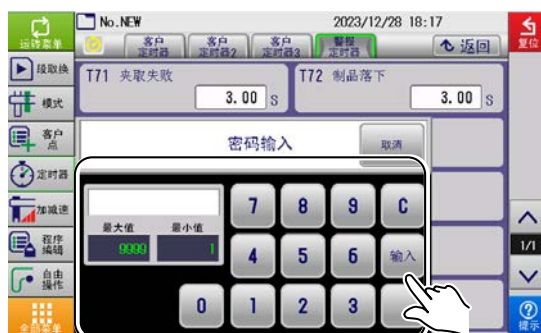 No.NEW 2023/12/28 18:17
运转菜单
客户定时器
客户定时器2
客户定时器3
警报定时器
返回
复位
段取换
T71 夹取失败
3.00 s
T72 制品落下
3.00 s
模式
客户点
密码输入
取消
定时器
加减速
最大值
最小值
9999
1
7
8
9
C
程序编辑
4
5
6
输入
1/1
自由操作
0
1
2
3
全部菜单
提示